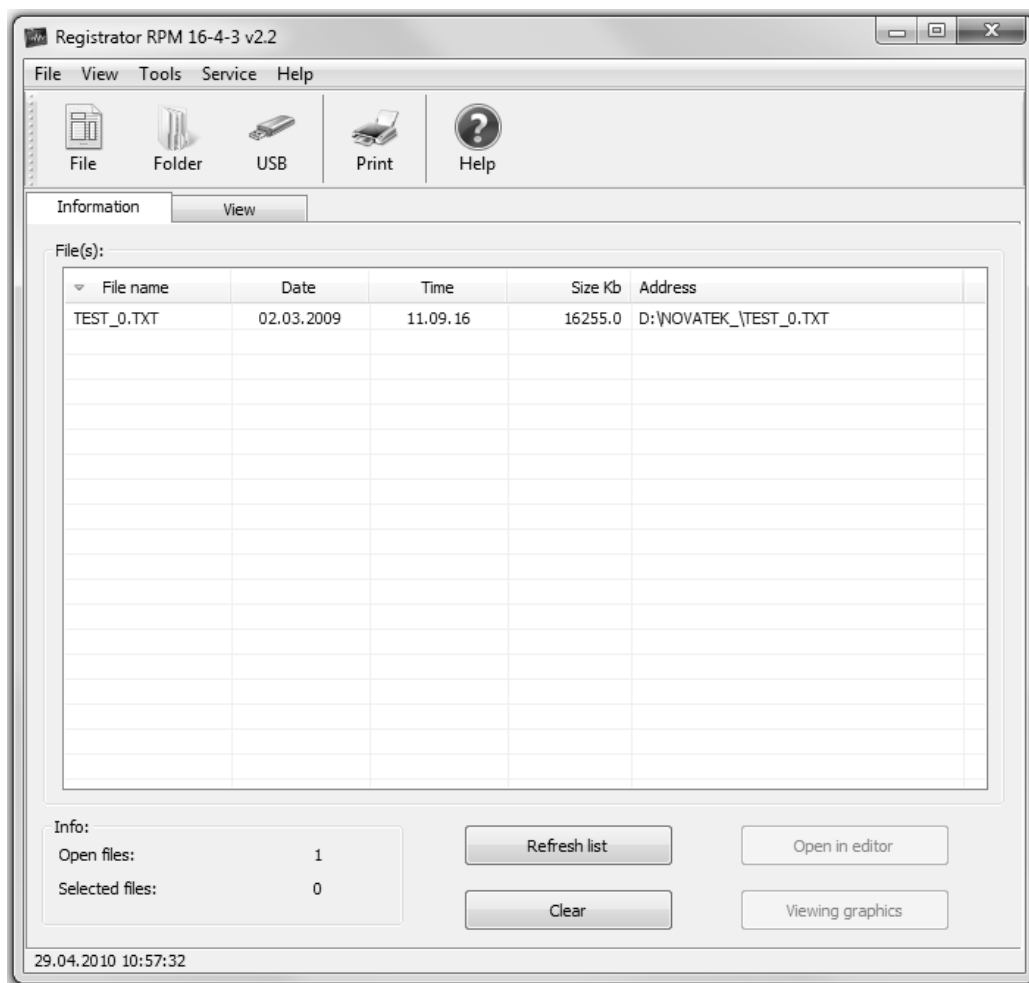 Registrator RPM 16-4-3 v2.2
File View Tools Service Help
File Folder USB Print Help
Information View
File(s):
File name Date Time Size Kb Address
TEST_0.TXT 02.03.2009 11.09.16 16255.0 D:\NOVATEK_\TEST_0.TXT
Info:
Open files: 1
Selected files: 0
Refresh list Open in editor
Clear Viewing graphics
29.04.2010 10:57:32